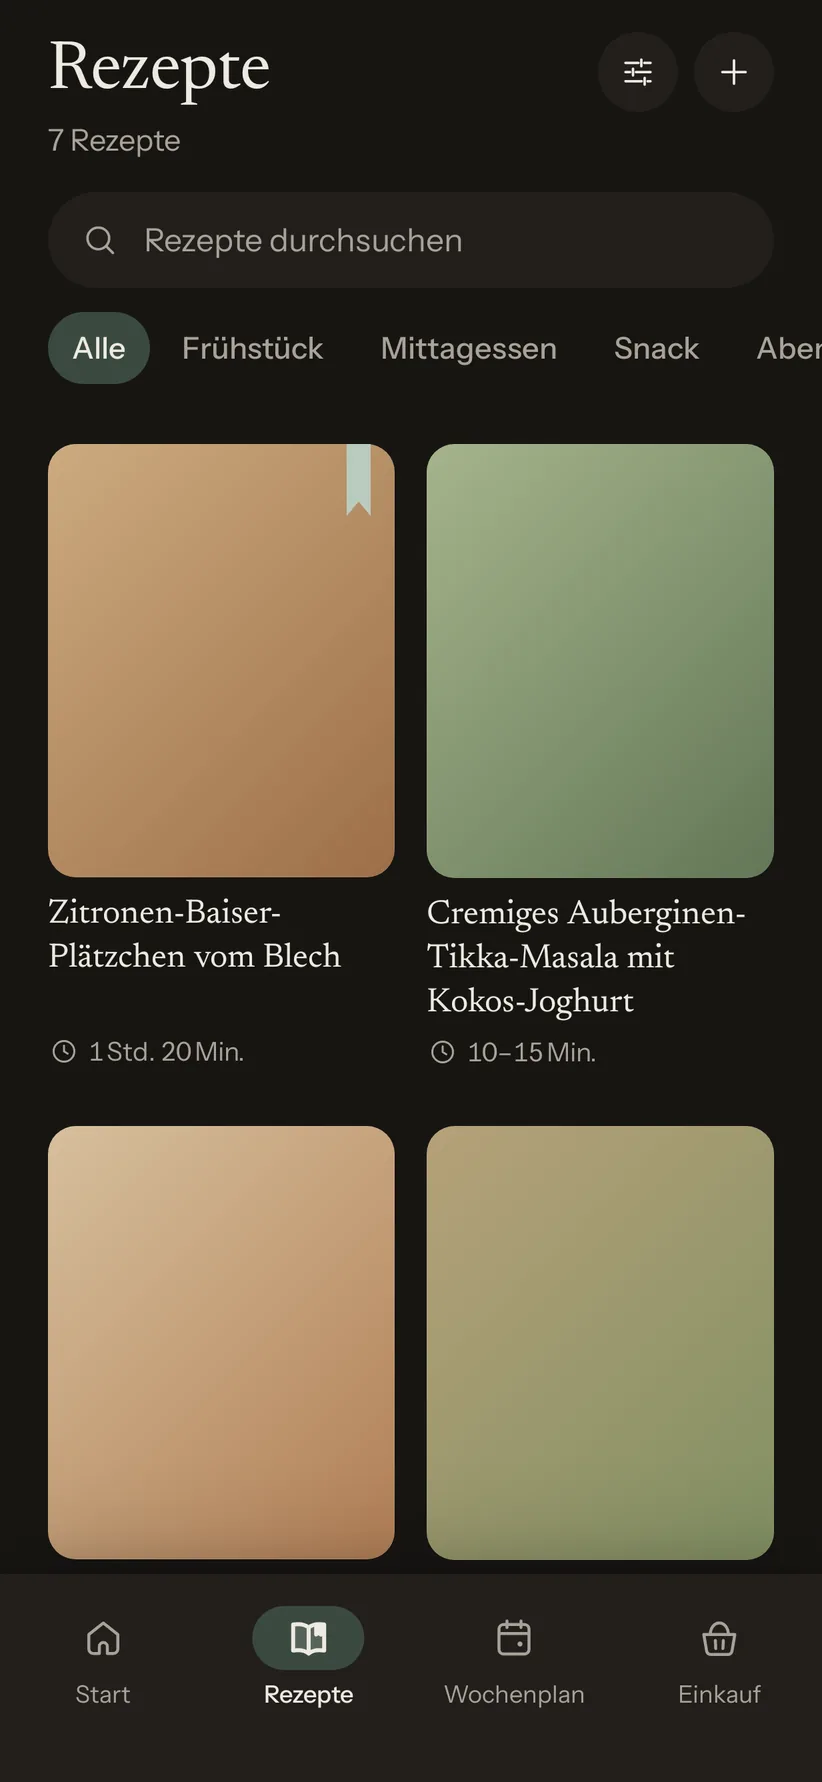 Rezepte
7 Rezepte
Rezepte durchsuchen
Alle Frühstück Mittagessen Snack
Zitronen-Baiser-
Plätzchen vom Blech
1 Std. 20 Min.
Cremiges Auberginen-
Tikka-Masala mit
Kokos-Joghurt
10–15 Min.
Start Rezepte Wochenplan Einkauf